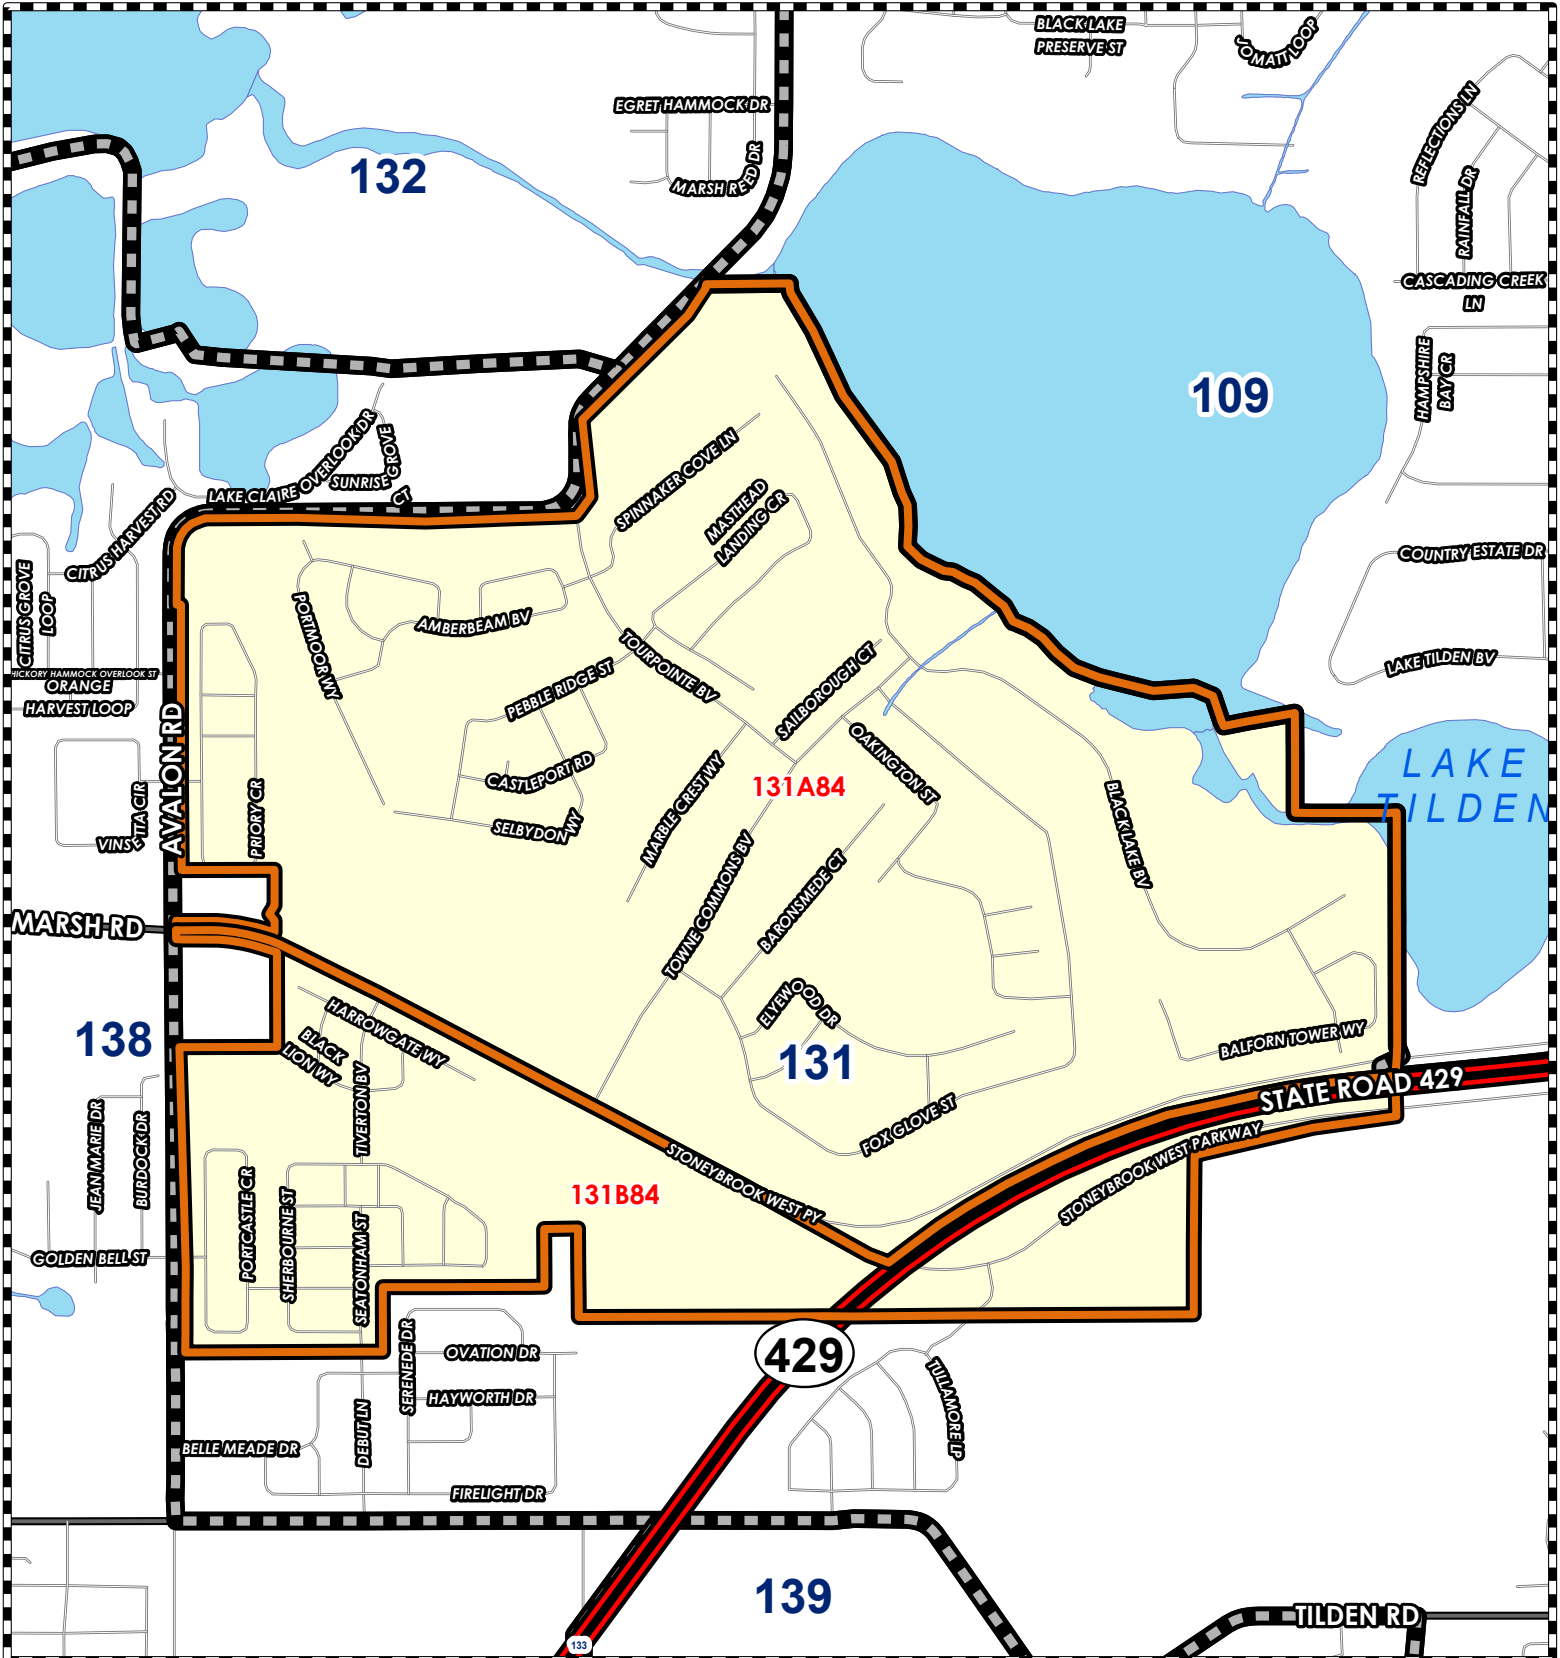 BLACK LAKE
PRESERVE ST
JOMATT LOOP
EGRET HAMMOCK DR
MARSH REED DR
132
REFLECTIONS LN
RAINFALL DR
CASCADING CREEK
LN
HAMPSHIRE
BAY CR
109
LAKE CLAIRE OVERLOOK DR
SUNRISE GROVE
CT
SPINNAKER COVE LN
MASTHEAD
LANDING CR
CITRUS HARVEST RD
CITRUS GROVE
LOOP
COUNTRY ESTATE DR
PORTMOOR WY
AMBERBEAM BV
TOURPOINTE BV
SAILBOROUGH CT
LAKE TILDEN BV
HICKORY HAMMOCK OVERLOOK ST
ORANGE
HARVEST LOOP
PEBBLE RIDGE ST
AVALON RD
OAKINGTON ST
CASTLEPORT RD
LAKE
TILDEN
131A84
MARBLE CREST WY
BLACK LAKE BV
PRIORY CR
VINSETTA CIR
SELBYDON WY
TOWNE COMMONS BV
BARONSMEDE CT
MARSH RD
ELYEWOOD DR
138
HARROWGATE WY
BLACK
LION WY
131
BALFORN TOWER WY
TIVERTON BV
STATE ROAD 429
FOX GLOVE ST
JEAN MARIE DR
BURDOCK DR
STONEYBROOK WEST PARKWAY
STONEYBROOK WEST PY
131B84
PORTCASTLE CR
SHERBOURNE ST
SEATONHAM ST
GOLDEN BELL ST
429
SERENEDE DR
OVATION DR
HAYWORTH DR
TULLAMORE LP
DEBUT LN
BELLE MEADE DR
FIRELIGHT DR
139
TILDEN RD
133